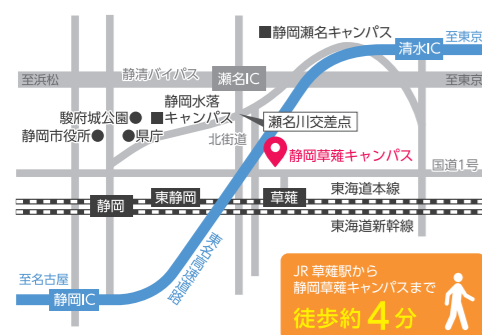 ■静岡瀬名キャンパス
至東京
清水IC
至浜松
静清バイパス
瀬名IC
至東京
静岡水落
■キャンパス
駿府城公園●
静岡市役所●
●県庁
北街道
瀬名川交差点
静岡草薙キャンパス
国道1号
東海道本線
静岡
東静岡
草薙
東海道新幹線
東名高速道路
至名古屋
静岡IC
JR 草薙駅から
静岡草薙キャンパスまで
徒歩約4分